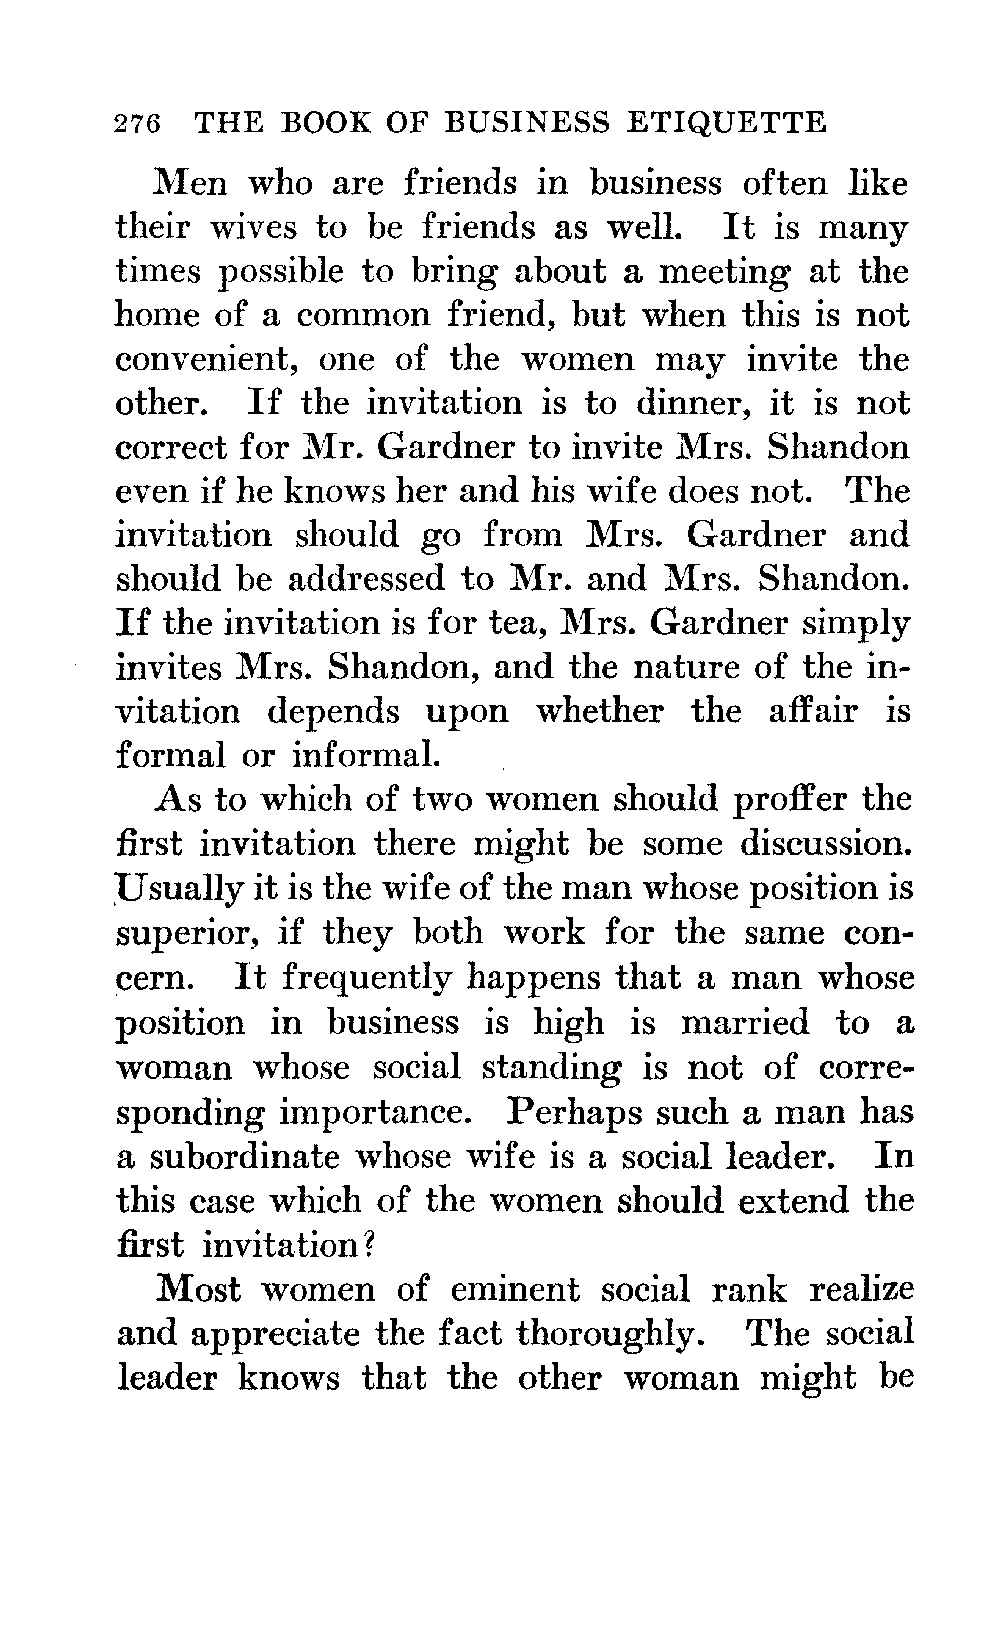 276 THE BOOK OF BUSINESS ETIQUETTE
Men who are friends in business often like
their wives to be friends as well. It is many
times possible to bring about a meeting at the
home of a common friend, but when this is not
convenient, one of the women may invite the
other. If the invitation is to dinner, it is not
correct for Mr. Gardner to invite Mrs. Shandon
even if he knows her and his wife does not. The
invitation should go from Mrs. Gardner and
should be addressed to Mr. and Mrs. Shandon.
If the invitation is for tea, Mrs. Gardner simply
invites Mrs. Shandon, and the nature of the in-
vitation depends upon whether the affair is
formal or informal.
As to which of two women should proffer the
first invitation there might be some discussion.
Usually it is the wife of the man whose position is
superior, if they both work for the same con-
cern. It frequently happens that a man whose
position in business is high is married to a
woman whose social standing is not of corre-
sponding importance. Perhaps such a man has
a subordinate whose wife is a social leader. In
this case which of the women should extend the
first invitation?
Most women of eminent social rank realize
and appreciate the fact thoroughly. The social
leader knows that the other woman might be